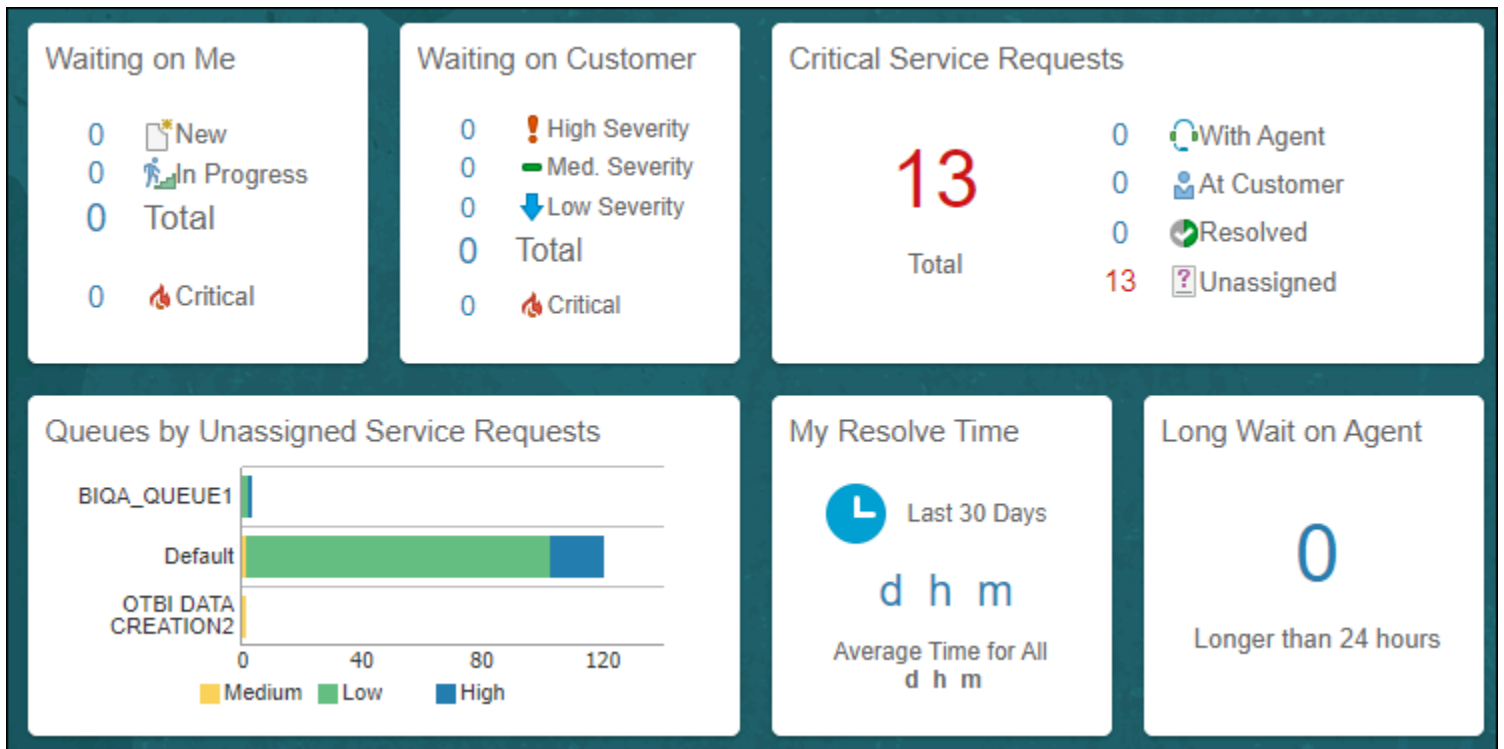 Waiting on Me
0 New
0 In Progress
0 Total
0 Critical
Waiting on Customer
0 High Severity
0 Med. Severity
0 Low Severity
0 Total
0 Critical
Critical Service Requests
13
Total
0 With Agent
0 At Customer
0 Resolved
13 ? Unassigned
Queues by Unassigned Service Requests
BIQA_QUEUE1
Default
OTBI DATA
CREATION2
0 40 80 120
Medium Low High
My Resolve Time
Last 30 Days
d h m
Average Time for All
d h m
Long Wait on Agent
0
Longer than 24 hours